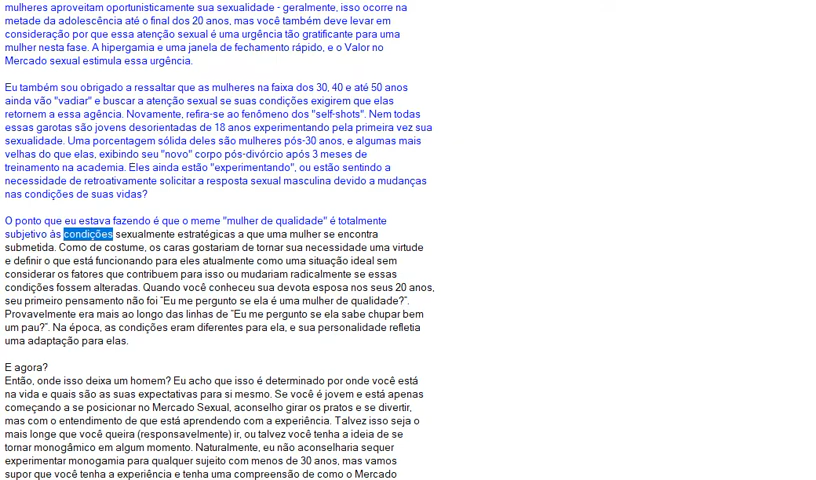 mulheres aproveitam oportunisticamente sua sexualidade - geralmente, isso ocorre na
metade da adolescência até o final dos 20 anos, mas você também deve levar em
consideração por que essa atenção sexual é uma urgência tão gratificante para uma
mulher nesta fase. A hipergamia e uma janela de fechamento rápido, e o Valor no
Mercado sexual estimula essa urgência.

Eu também sou obrigado a ressaltar que as mulheres na faixa dos 30, 40 e até 50 anos
ainda vão "vadiar" e buscar a atenção sexual se suas condições exigirem que elas
retornem a essa agência. Novamente, refira-se ao fenômeno dos "self-shots". Nem todas
essas garotas são jovens desorientadas de 18 anos experimentando pela primeira vez sua
sexualidade. Uma porcentagem sólida deles são mulheres pós-30 anos, e algumas mais
velhas do que elas, exibindo seu "novo" corpo pós-divórcio após 3 meses de
treinamento na academia. Eles ainda estão "experimentando", ou estão sentindo a
necessidade de retroativamente solicitar a resposta sexual masculina devido a mudanças
nas condições de suas vidas?

O ponto que eu estava fazendo é que o meme "mulher de qualidade" é totalmente
subjetivo às condições sexualmente estratégicas a que uma mulher se encontra
submetida. Como de costume, os caras gostariam de tornar sua necessidade uma virtude
e definir o que está funcionando para eles atualmente como uma situação ideal sem
considerar os fatores que contribuem para isso ou mudariam radicalmente se essas
condições fossem alteradas. Quando você conheceu sua devota esposa nos seus 20 anos,
seu primeiro pensamento não foi "Eu me pergunto se ela é uma mulher de qualidade?".
Provavelmente era mais ao longo das linhas de "Eu me pergunto se ela sabe chupar bem
um pau?". Na época, as condições eram diferentes para ela, e sua personalidade refletia
uma adaptação para elas.

E agora?
Então, onde isso deixa um homem? Eu acho que isso é determinado por onde você está
na vida e quais são as suas expectativas para si mesmo. Se você é jovem e está apenas
começando a se posicionar no Mercado Sexual, aconselho girar os pratos e se divertir,
mas com o entendimento de que está aprendendo com a experiência. Talvez isso seja o
mais longe que você queira (responsavelmente) ir, ou talvez você tenha a ideia de se
tornar monogâmico em algum momento. Naturalmente, eu não aconselharia sequer
experimentar monogamia para qualquer sujeito com menos de 30 anos, mas vamos
supor que você tenha a experiência e tenha uma compreensão de como o Mercado